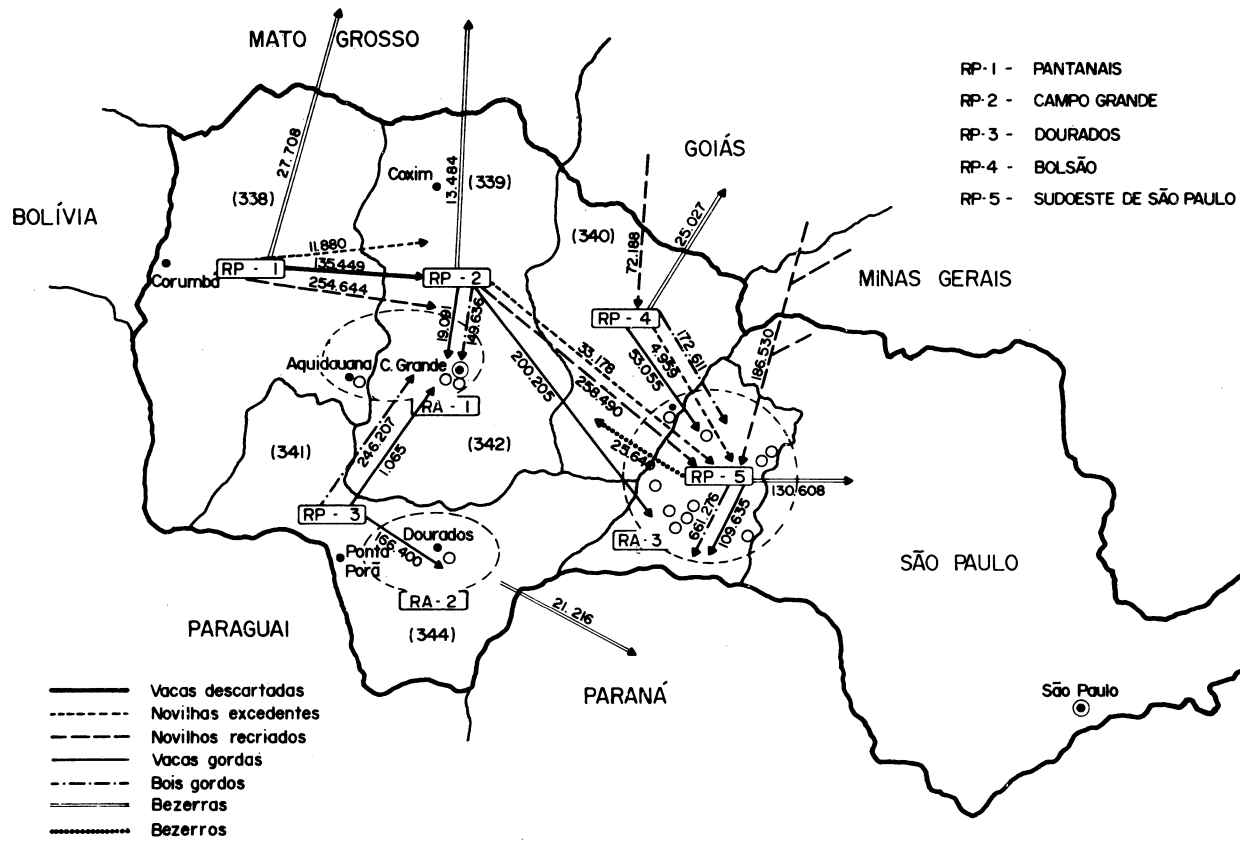 MATO GROSSO
RP-1 - PANTANAIS
RP-2 - CAMPO GRANDE
RP-3 - DOURADOS
RP-4 - BOLSÃO
RP-5 - SUDOESTE DE SÃO PAULO
GOIÁS
BOLÍVIA
MINAS GERAIS
27.708
13.484
Coxim
(338)
(339)
(340)
72.188
25.027
11.880
RP - 1
135.449
RP - 2
254.644
Corumbá
RP - 4
19.091
149.636
186.530
172.611
4.959
53.055
33.178
258.490
200.205
Aquidauana
C. Grande
RA - 1
246.207
1.065
(341)
(342)
RP - 5
130.608
661.276
109.635
RP - 3
RA - 3
166.400
Dourados
Ponta
Porã
RA - 2
SÃO PAULO
21.216
PARAGUAI
(344)
PARANÁ
São Paulo
Vacas descartadas
Novilhas excedentes
Novilhos recriados
Vacas gordas
Bois gordos
Bezerras
Bezerros